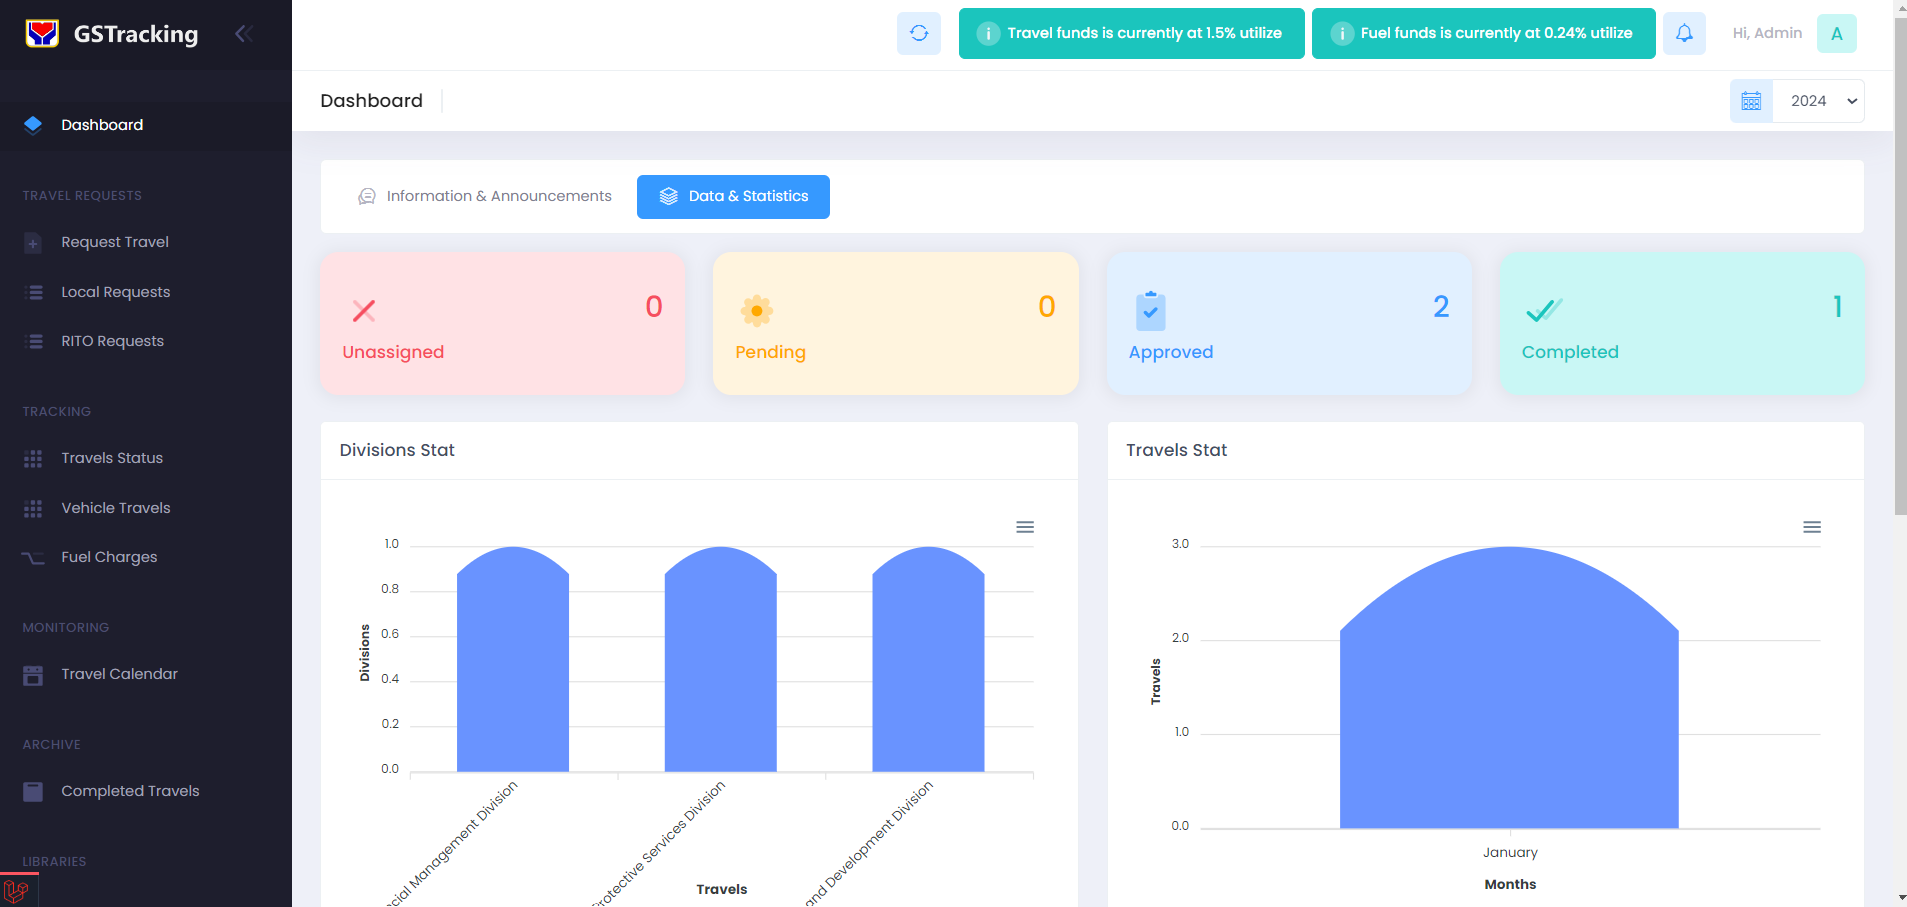 GSTracking
Travel funds is currently at 1.5% utilize
Fuel funds is currently at 0.24% utilize
Hi, Admin
A
Dashboard
2024
Dashboard
TRAVEL REQUESTS
Request Travel
Local Requests
RITO Requests
TRACKING
Travels Status
Vehicle Travels
Fuel Charges
MONITORING
Travel Calendar
ARCHIVE
Completed Travels
LIBRARIES
Information & Announcements
Data & Statistics
0
Unassigned
0
Pending
2
Approved
1
Completed
Divisions Stat
1.0
0.8
0.6
0.4
0.2
0.0
Divisions
Management Division
Protective Services Division
and Development Division
Travels
Travels Stat
3.0
2.0
1.0
0.0
Travels
January
Months